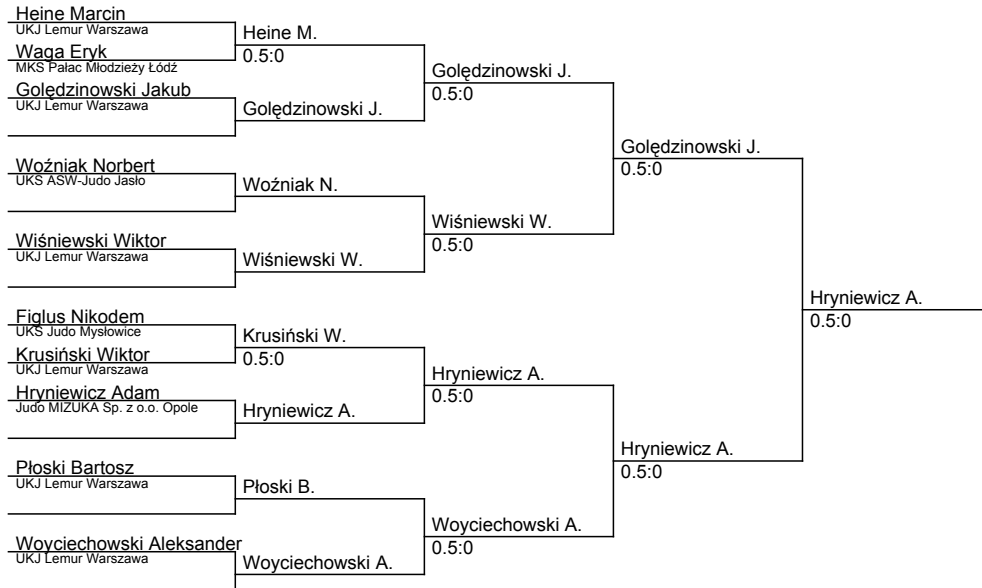 Heine Marcin
UKJ Lemur Warszawa
Waga Eryk
MKS Pałac Młodzieży Łódź
Golędzinowski Jakub
UKJ Lemur Warszawa
Woźniak Norbert
UKS ASW-Judo Jasło
Wiśniewski Wiktor
UKJ Lemur Warszawa
Figlus Nikodem
UKS Judo Mysłowice
Krusiński Wiktor
UKJ Lemur Warszawa
Hryniewicz Adam
Judo MIZUKA Sp. z o.o. Opole
Płoski Bartosz
UKJ Lemur Warszawa
Woyciechowski Aleksander
UKJ Lemur Warszawa
Heine M.
0.5:0
Golędzinowski J.
Woźniak N.
Wiśniewski W.
Krusiński W.
0.5:0
Hryniewicz A.
Płoski B.
Woyciechowski A.
Golędzinowski J.
0.5:0
Wiśniewski W.
0.5:0
Hryniewicz A.
0.5:0
Woyciechowski A.
0.5:0
Golędzinowski J.
0.5:0
Hryniewicz A.
0.5:0
Hryniewicz A.
0.5:0